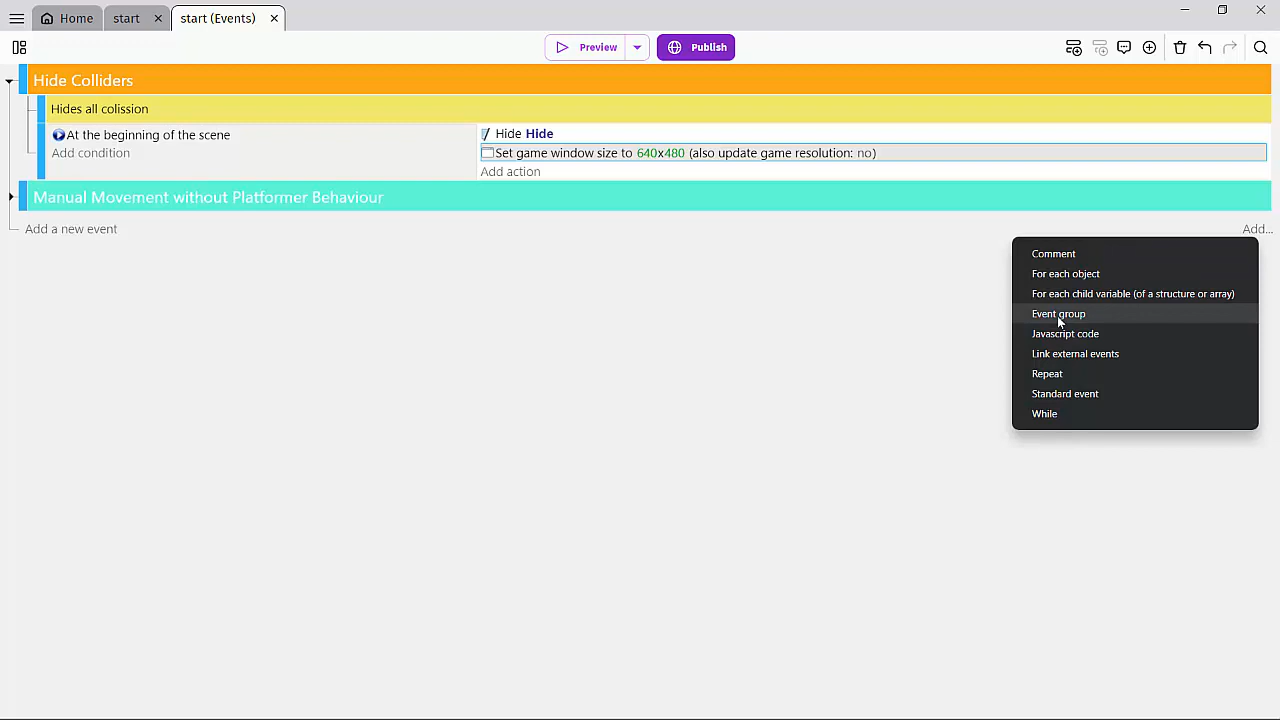 Home
start
start (Events)
Preview
Publish
Hide Colliders
Hides all colission
At the beginning of the scene
Add condition
Hide Hide
Set game window size to 640x480 (also update game resolution: no)
Add action
Manual Movement without Platformer Behaviour
Add a new event
Add...
Comment
For each object
For each child variable (of a structure or array)
Event group
Javascript code
Link external events
Repeat
Standard event
While